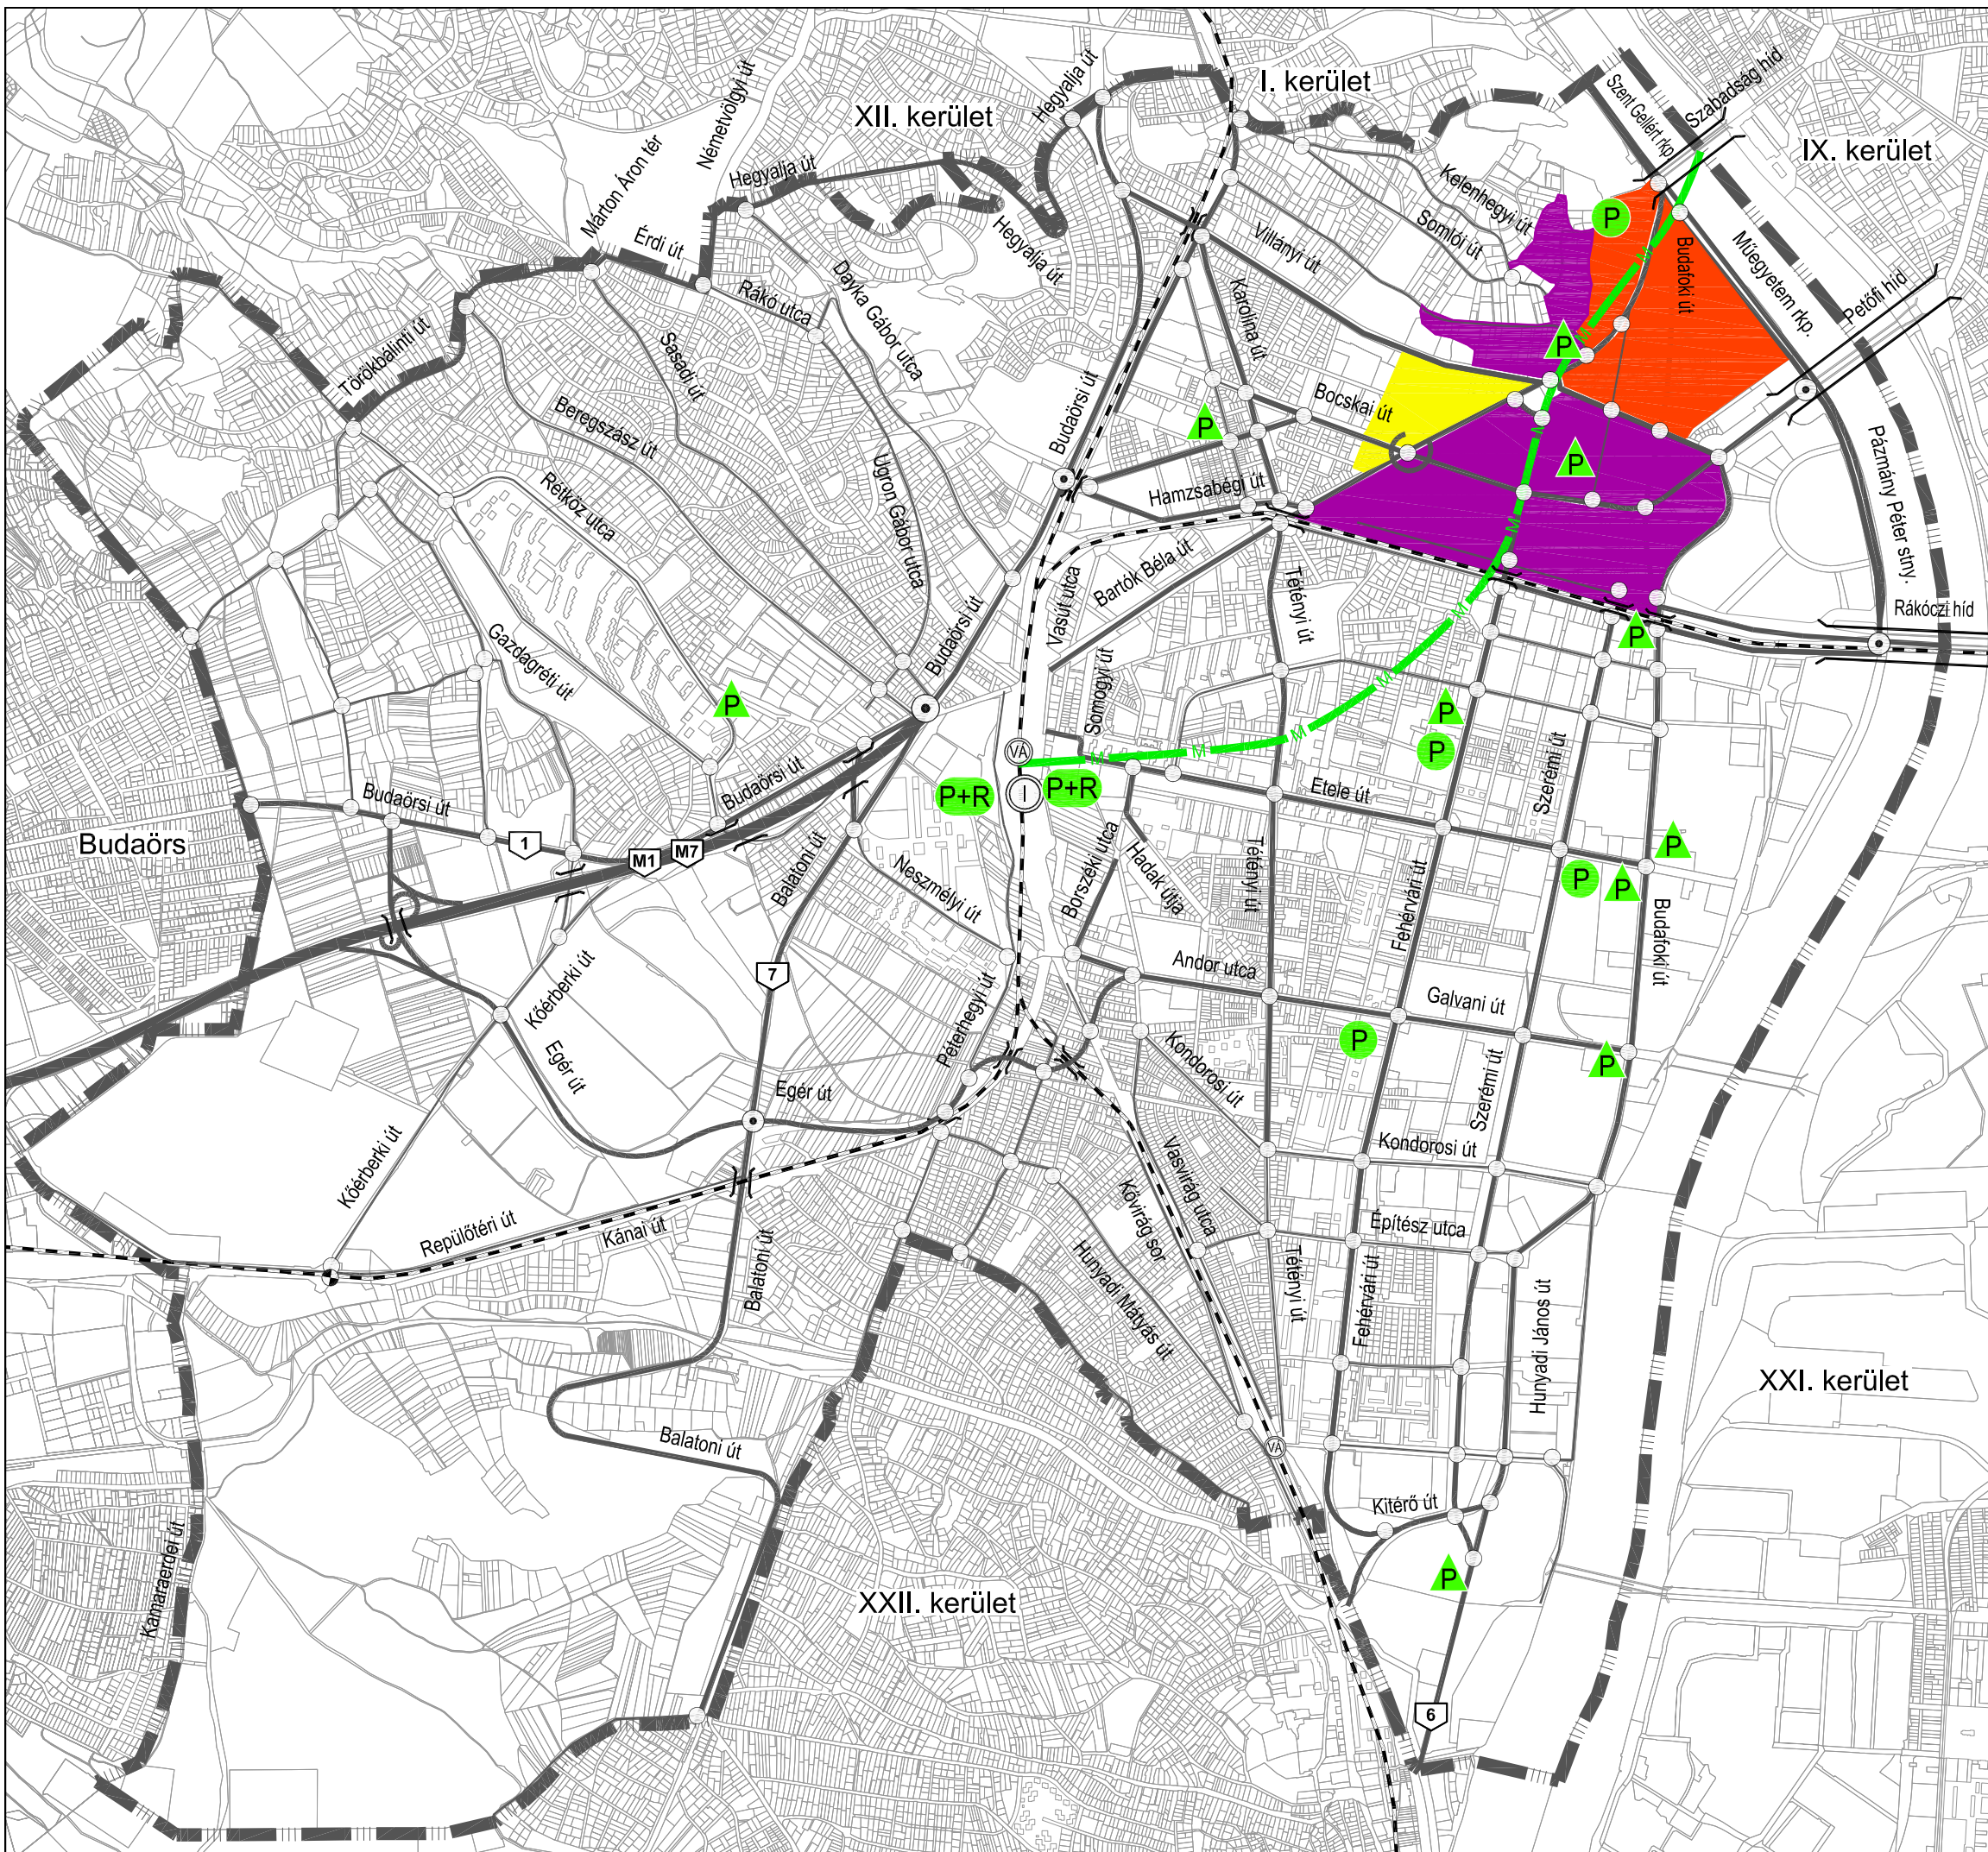 Hegyalja út
I. kerület
XII. kerület
Németvölgyi út
Szent Gellért rkp
Szabadság híd
IX. kerület
Márton Áron tér
Hegyalja út
Érdi út
Hegyalja út
Kelenhegyi út
Somlói út
Villányi út
P
Budafoki út
Műegyetem rkp.
Petőfi híd
Rákó utca
Dayka Gábor utca
Sasadi út
Törökbálinti út
Karolina út
M
P
Budaörsi út
Bocskai út
Beregszász út
Ugron Gábor utca
P
P
Rétköz utca
Hamzsabégi út
Pázmány Péter stny.
Bartók Béla út
Vasút utca
Tétényi út
Rákóczi híd
P
Gazdagréti út
Budaörsi út
Somogyi út
P
P
P
VÁ
M
M
M
M
M
M
M
Szerémi út
Budaörsi út
P+R
I
P+R
Etele út
Budaörsi út
1
M1
M7
Budaörs
Balatoni út
Neszmélyi út
Borszéki utca
Hadak útja
Tétényi út
Fehérvári út
P
P
P
Budafoki út
Kőérberki út
7
Andor utca
Galvani út
Péterhegyi út
P
P
Egér út
Egér út
Kondorosi út
Szerémi út
Kondorosi út
Kőérberki út
Vasvirág utca
Kővirág sor
Építész utca
Repülőtéri út
Kánai út
Balatoni út
Hunyadi Mátyás út
Tétényi út
Fehérvári út
Hunyadi János út
XXI. kerület
Balatoni út
VÁ
Kitérő út
Kamaraerdei út
P
XXII. kerület
6